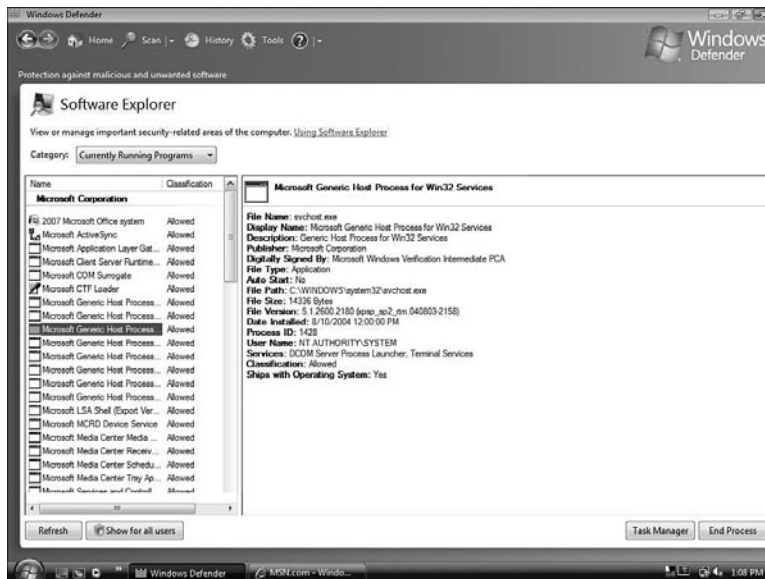 Windows Defender
Home Scan History Tools
Windows
Defender
Protection against malicious and unwanted software
Software Explorer
View or manage important security-related areas of the computer. Using Software Explorer
Category: Currently Running Programs
Name Classification
Microsoft Corporation
2007 Microsoft Office system Allowed
Microsoft ActiveSync Allowed
Microsoft Application Layer Gat... Allowed
Microsoft Client Server Runtime... Allowed
Microsoft COM Surrogate Allowed
Microsoft CTF Loader Allowed
Microsoft Generic Host Process... Allowed
Microsoft Generic Host Process... Allowed
Microsoft Generic Host Process... Allowed
Microsoft Generic Host Process... Allowed
Microsoft Generic Host Process... Allowed
Microsoft Generic Host Process... Allowed
Microsoft Generic Host Process... Allowed
Microsoft Generic Host Process... Allowed
Microsoft LSA Shell (Export Ver... Allowed
Microsoft MCRD Device Service Allowed
Microsoft Media Center Media ... Allowed
Microsoft Media Center Receiv... Allowed
Microsoft Media Center Schedu... Allowed
Microsoft Media Center Tray Ap... Allowed
Microsoft Services and Controll... Allowed
Microsoft Generic Host Process for Win32 Services
File Name: svchost.exe
Display Name: Microsoft Generic Host Process for Win32 Services
Description: Generic Host Process for Win32 Services
Publisher: Microsoft Corporation
Digitally Signed By: Microsoft Windows Verification Intermediate PCA
File Type: Application
Auto Start: No
File Path: C:\WINDOWS\system32\svchost.exe
File Size: 14336 Bytes
File Version: 5.1.2600.2180 (xpsp_sp2_rtm.040803-2158)
Date Installed: 8/10/2004 12:00:00 PM
Process ID: 1428
User Name: NT AUTHORITY\SYSTEM
Services: DCOM Server Process Launcher, Terminal Services
Classification: Allowed
Ships with Operating System: Yes
Refresh Show for all users Task Manager End Process
Windows Defender MSN.com - Windo... 1:08 PM